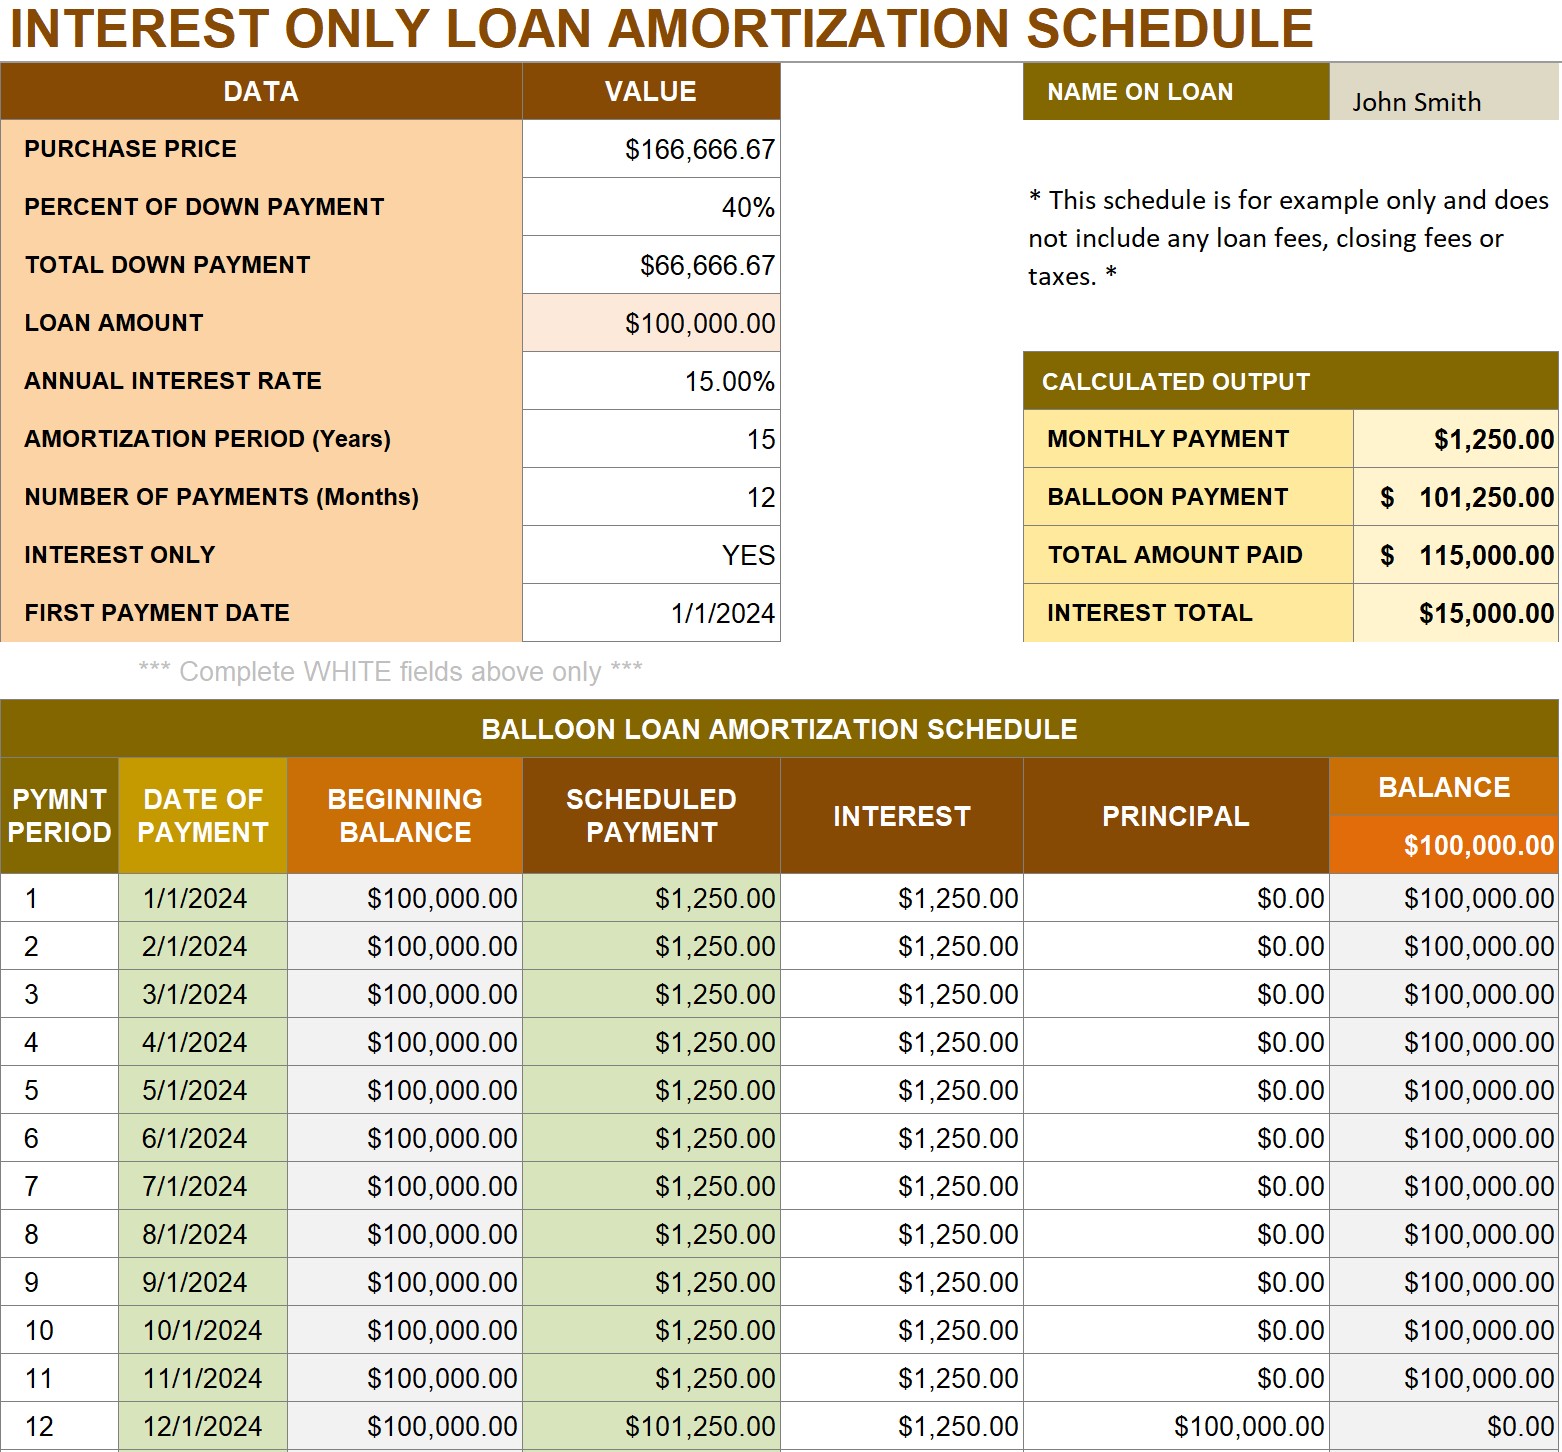 INTEREST ONLY LOAN AMORTIZATION SCHEDULE
DATA VALUE
NAME ON LOAN John Smith
PURCHASE PRICE $166,666.67
PERCENT OF DOWN PAYMENT 40%
TOTAL DOWN PAYMENT $66,666.67
LOAN AMOUNT $100,000.00
ANNUAL INTEREST RATE 15.00%
AMORTIZATION PERIOD (Years) 15
NUMBER OF PAYMENTS (Months) 12
INTEREST ONLY YES
FIRST PAYMENT DATE 1/1/2024
*** Complete WHITE fields above only ***
* This schedule is for example only and does
not include any loan fees, closing fees or
taxes. *
CALCULATED OUTPUT
MONTHLY PAYMENT $1,250.00
BALLOON PAYMENT $ 101,250.00
TOTAL AMOUNT PAID $ 115,000.00
INTEREST TOTAL $15,000.00
BALLOON LOAN AMORTIZATION SCHEDULE
PYMNT PERIOD DATE OF PAYMENT BEGINNING BALANCE SCHEDULED PAYMENT INTEREST PRINCIPAL BALANCE
$100,000.00
1 1/1/2024 $100,000.00 $1,250.00 $1,250.00 $0.00 $100,000.00
2 2/1/2024 $100,000.00 $1,250.00 $1,250.00 $0.00 $100,000.00
3 3/1/2024 $100,000.00 $1,250.00 $1,250.00 $0.00 $100,000.00
4 4/1/2024 $100,000.00 $1,250.00 $1,250.00 $0.00 $100,000.00
5 5/1/2024 $100,000.00 $1,250.00 $1,250.00 $0.00 $100,000.00
6 6/1/2024 $100,000.00 $1,250.00 $1,250.00 $0.00 $100,000.00
7 7/1/2024 $100,000.00 $1,250.00 $1,250.00 $0.00 $100,000.00
8 8/1/2024 $100,000.00 $1,250.00 $1,250.00 $0.00 $100,000.00
9 9/1/2024 $100,000.00 $1,250.00 $1,250.00 $0.00 $100,000.00
10 10/1/2024 $100,000.00 $1,250.00 $1,250.00 $0.00 $100,000.00
11 11/1/2024 $100,000.00 $1,250.00 $1,250.00 $0.00 $100,000.00
12 12/1/2024 $100,000.00 $101,250.00 $1,250.00 $100,000.00 $0.00